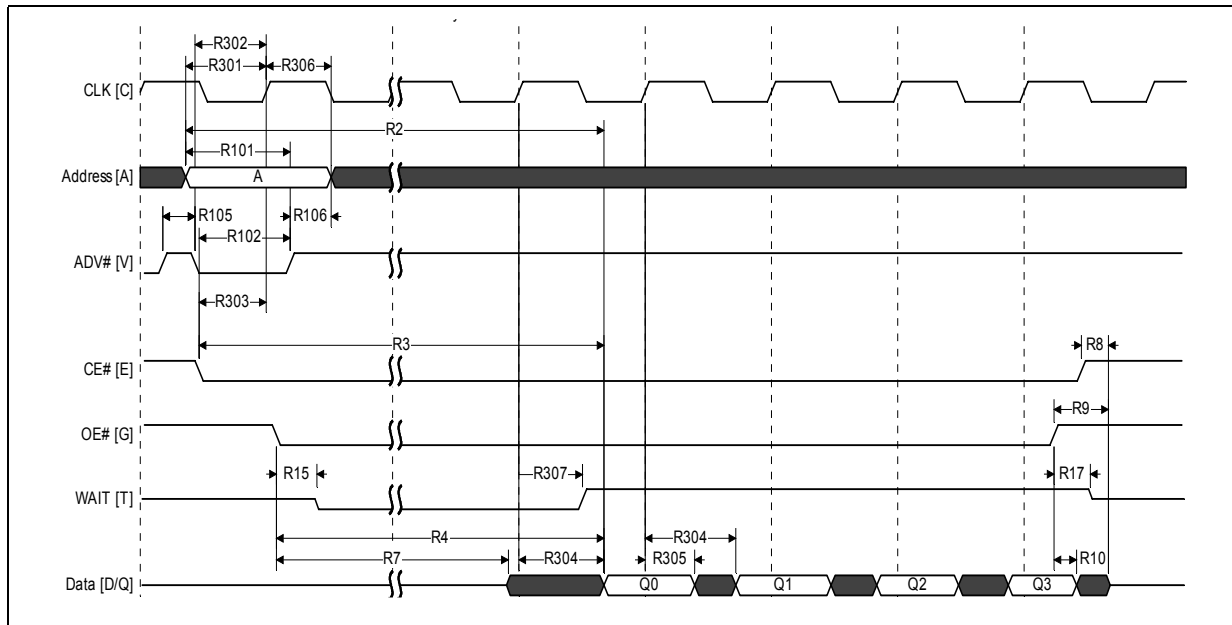 R302
R301 R306
CLK [C]
R2
R101
Address [A] A
R105 R106
R102
ADV# [V]
R303
R3 R8
CE# [E]
R9
OE# [G]
R15 R307 R17
WAIT [T]
R4 R304
R7 R304 R305 R10
Data [D/Q] Q0 Q1 Q2 Q3